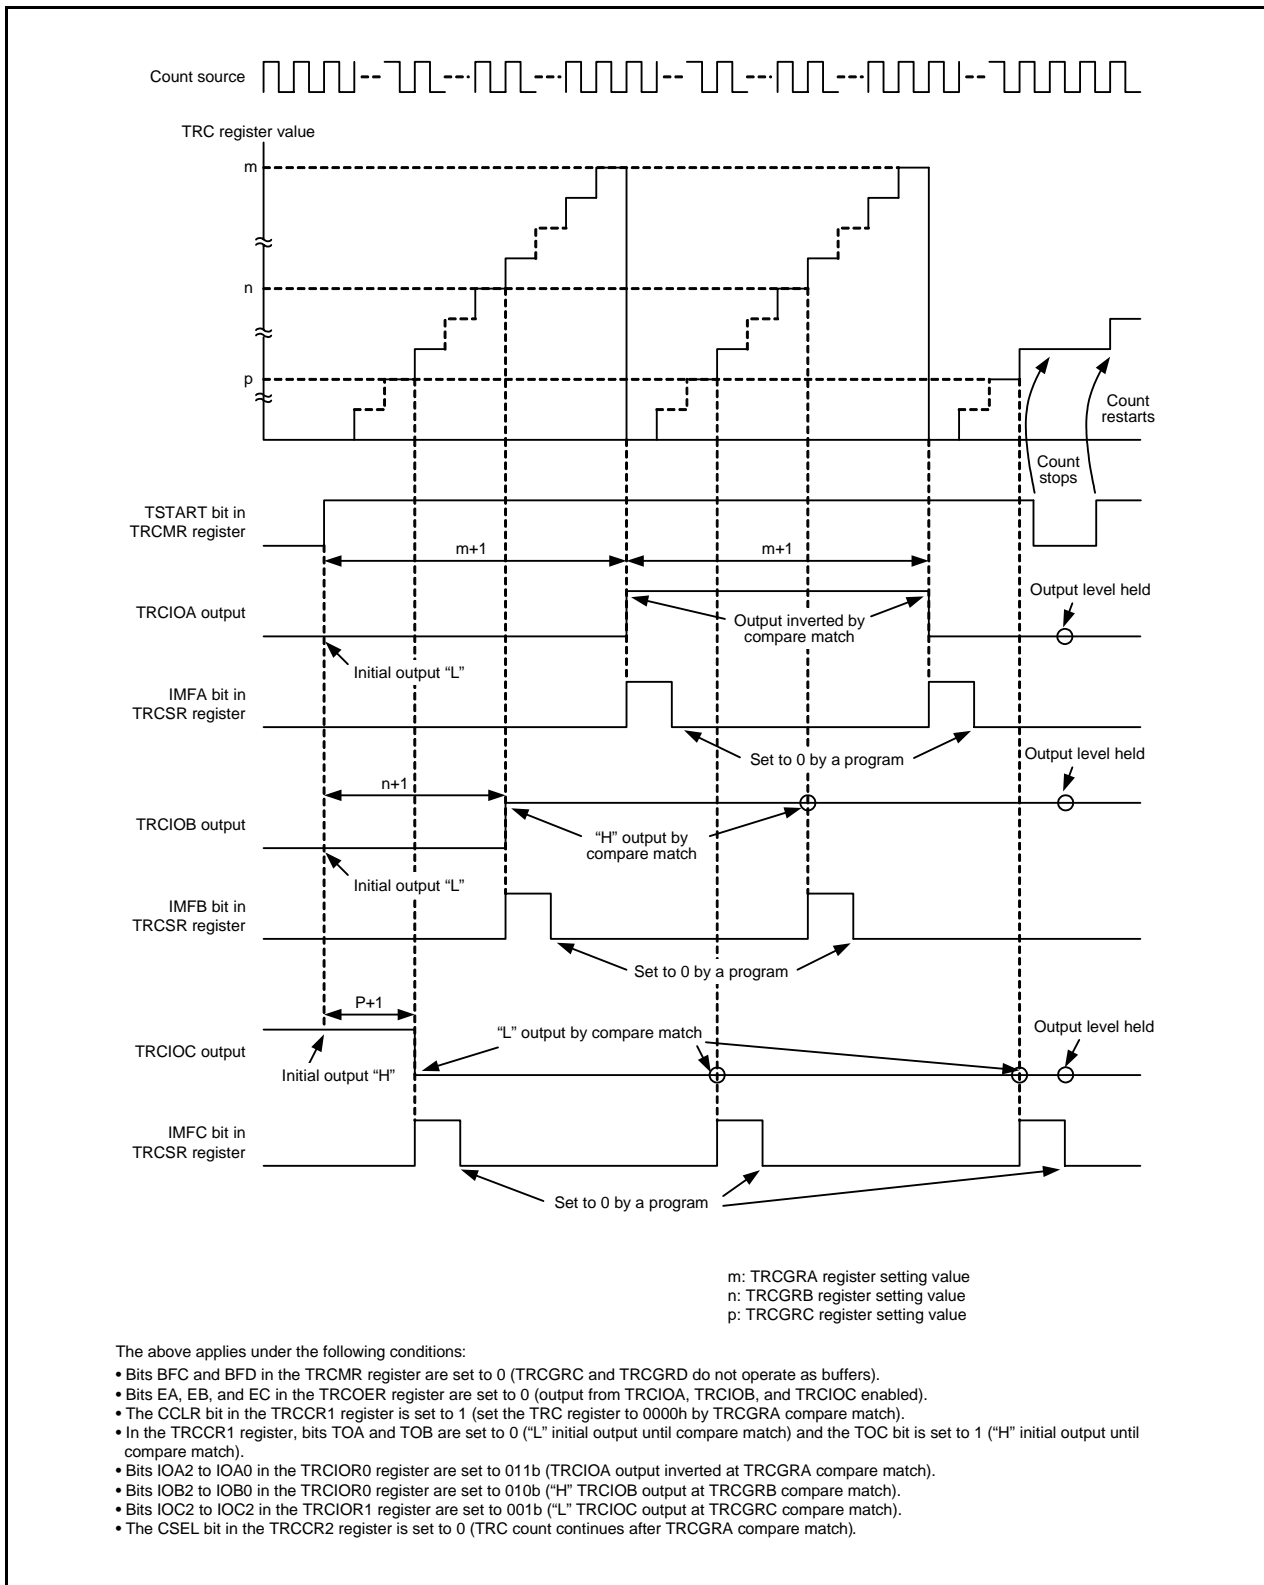 Count source
TRC register value
m
n
p
Count
restarts
Count
stops
TSTART bit in
TRCMR register
m+1
m+1
Output level held
TRCIOA output
Output inverted by
compare match
Initial output “L”
IMFA bit in
TRCSR register
Set to 0 by a program
Output level held
n+1
TRCIOB output
“H” output by
compare match
Initial output “L”
IMFB bit in
TRCSR register
Set to 0 by a program
P+1
“L” output by compare match
Output level held
TRCIOC output
Initial output “H”
IMFC bit in
TRCSR register
Set to 0 by a program
m: TRCGRA register setting value
n: TRCGRB register setting value
p: TRCGRC register setting value
The above applies under the following conditions:
• Bits BFC and BFD in the TRCMR register are set to 0 (TRCGRC and TRCGRD do not operate as buffers).
• Bits EA, EB, and EC in the TRCOER register are set to 0 (output from TRCIOA, TRCIOB, and TRCIOC enabled).
• The CCLR bit in the TRCCR1 register is set to 1 (set the TRC register to 0000h by TRCGRA compare match).
• In the TRCCR1 register, bits TOA and TOB are set to 0 (“L” initial output until compare match) and the TOC bit is set to 1 (“H” initial output until
compare match).
• Bits IOA2 to IOA0 in the TRCIOR0 register are set to 011b (TRCIOA output inverted at TRCGRA compare match).
• Bits IOB2 to IOB0 in the TRCIOR0 register are set to 010b (“H” TRCIOB output at TRCGRB compare match).
• Bits IOC2 to IOC2 in the TRCIOR1 register are set to 001b (“L” TRCIOC output at TRCGRC compare match).
• The CSEL bit in the TRCCR2 register is set to 0 (TRC count continues after TRCGRA compare match).